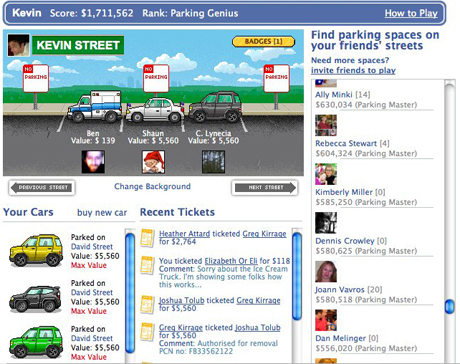 Kevin Score: $1,711,562 Rank: Parking Genius How to Play
KEVIN STREET
BADGES [1]
NO PARKING
NO PARKING
NO PARKING
Ben
Value: $ 139
Shaun
Value: $ 5,560
C. Lynecia
Value: $ 5,560
PREVIOUS STREET
Change Background
NEXT STREET
Your Cars buy new car
Parked on
David Street
Value: $5,560
Max Value
Parked on
David Street
Value: $5,560
Max Value
Parked on
David Street
Value: $5,560
Max Value
Recent Tickets
Heather Attard ticketed Greg Kirrage
for $2,764
You ticketed Elizabeth Or Eli for $118
Comment: Sorry about the Ice Cream
Truck. I'm showing some folks how
this works...
Joshua Tolub ticketed Greg Kirrage
for $5,560
Greg Kirrage ticketed Joshua Tolub
for $5,560
Comment: Authorised for removal
PCN no: F833562122
Find parking spaces on
your friends' streets
Need more spaces?
invite friends to play
Ally Minki [14]
$630,034 (Parking Master)
Rebecca Stewart [4]
$604,324 (Parking Master)
Kimberly Miller [0]
$585,250 (Parking Master)
Dennis Crowley [0]
$580,625 (Parking Master)
Joann Vavros [20]
$580,518 (Parking Master)
Dan Melinger [0]
$556,020 (Parking Master)